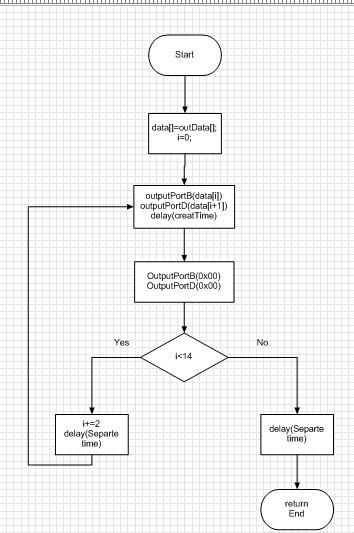 Start
data[]=outData[];
i=0;
outputPortB(data[i])
outputPortD(data[i+1])
delay(creatTime)
OutputPortB(0x00)
OutputPortD(0x00)
Yes
No
i<14
i+=2
delay(Separte
time)
delay(Separte
time)
return
End